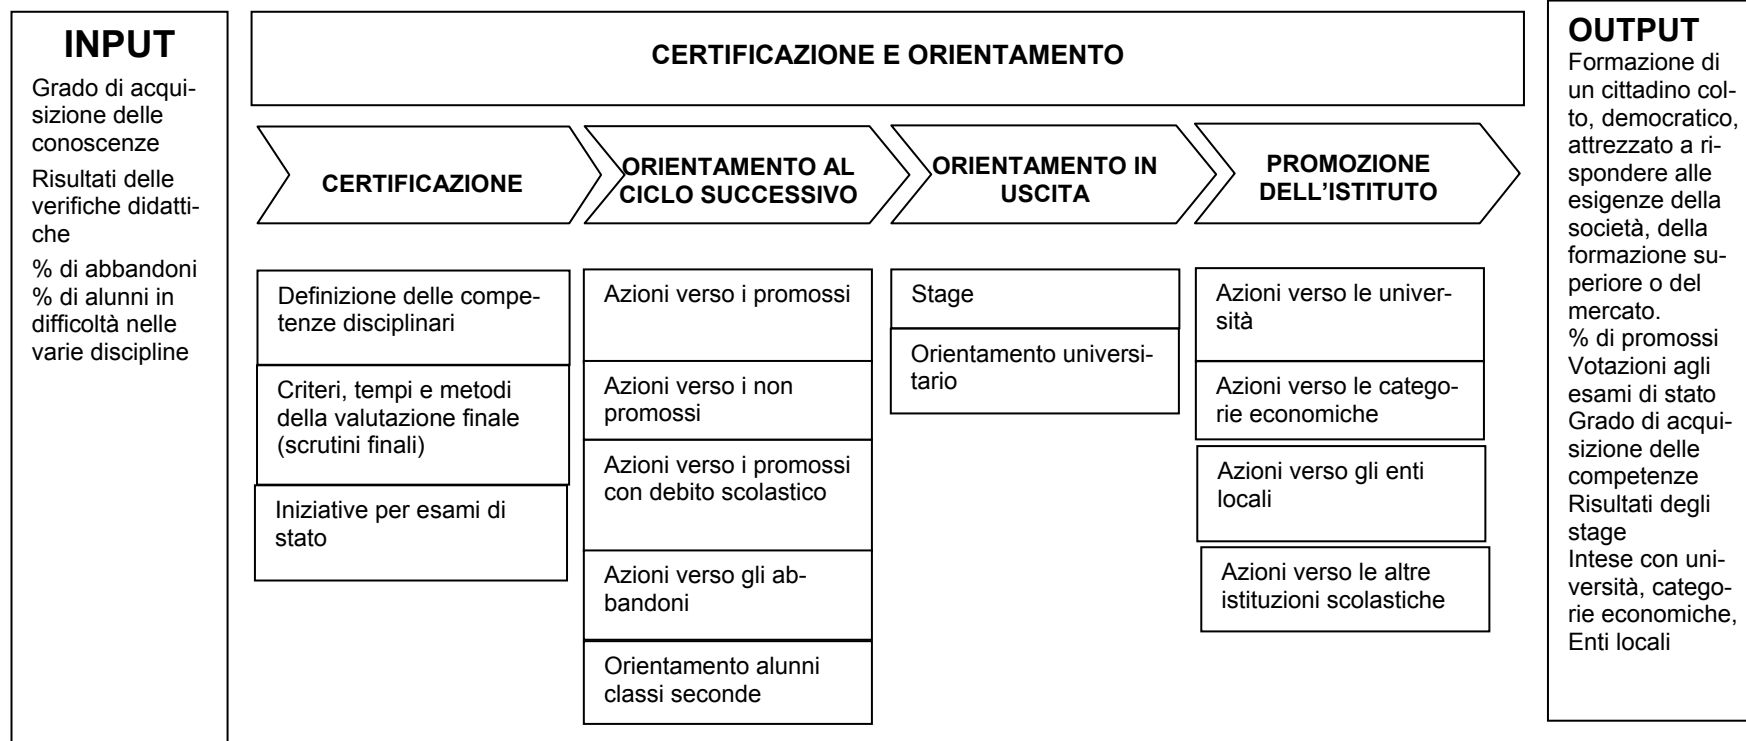 INPUT
Grado di acqui-
sizione delle
conoscenze
Risultati delle
verifiche didatti-
che
% di abbandoni
% di alunni in
difficoltà nelle
varie discipline
CERTIFICAZIONE E ORIENTAMENTO
CERTIFICAZIONE
ORIENTAMENTO AL
CICLO SUCCESSIVO
ORIENTAMENTO IN
USCITA
PROMOZIONE
DELL’ISTITUTO
Definizione delle compe-
tenze disciplinari
Criteri, tempi e metodi
della valutazione finale
(scrutini finali)
Iniziative per esami di
stato
Azioni verso i promossi
Azioni verso i non
promossi
Azioni verso i promossi
con debito scolastico
Azioni verso gli ab-
bandoni
Orientamento alunni
classi seconde
Stage
Orientamento universi-
tario
Azioni verso le univer-
sità
Azioni verso le catego-
rie economiche
Azioni verso gli enti
locali
Azioni verso le altre
istituzioni scolastiche
OUTPUT
Formazione di
un cittadino col-
to, democratico,
attrezzato a ri-
spondere alle
esigenze della
società, della
formazione su-
periore o del
mercato.
% di promossi
Votazioni agli
esami di stato
Grado di acqui-
sizione delle
competenze
Risultati degli
stage
Intese con uni-
versità, catego-
rie economiche,
Enti locali